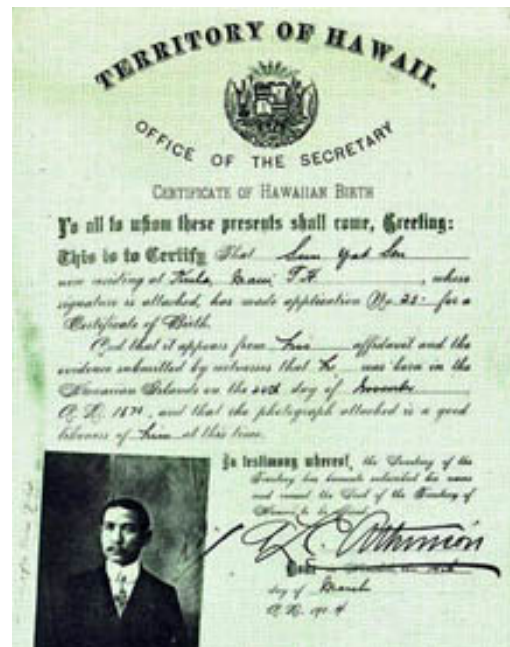 TERRITORY OF HAWAII.
OFFICE OF THE SECRETARY
CERTIFICATE OF HAWAIIAN BIRTH
To all to whom these presents shall come, Greeting:
This is to Certify That Sun Yat Sen
now residing at Kula, Maui T.H., whose
signature is attached, has made application No. 25 for a
Certificate of Birth.
And that it appears from his affidavit and the
evidence submitted by witnesses that he was born in the
Hawaiian Islands on the 24th day of November
A.D. 1870, and that the photograph attached is a good
likeness of him at this time.
In testimony whereof, the Secretary of the
Territory has hereunto subscribed his name
and caused the Seal of the Territory of
Hawaii to be
A. L. C. Atkinson
day of March
A.D. 1904